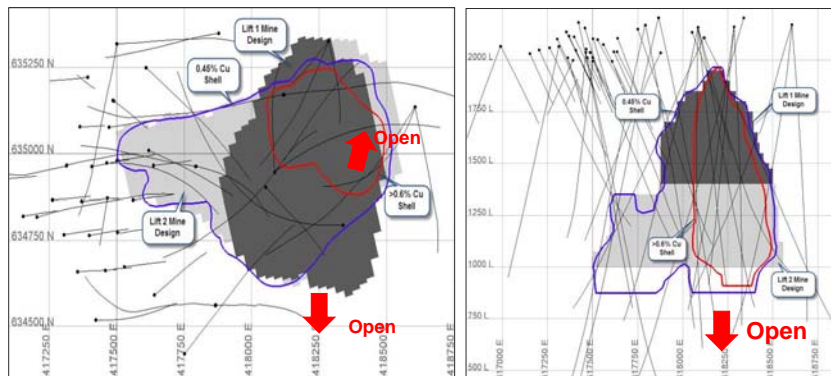 635250 N
635000 N
634750 N
634500 N
Lift 1 Mine
Design
0.45% Cu
Shell
Open
>0.6% Cu
Shell
Lift 2 Mine
Design
Open
417250 E
417500 E
417750 E
418000 E
418250 E
418500 E
418750 E
2000 L
1750 L
1500 L
1250 L
1000 L
750 L
500 L
0.45% Cu
Shell
Lift 1 Mine
Design
>0.6% Cu
Shell
Lift 2 Mine
Design
Open
417000 E
417250 E
417500 E
417750 E
418000 E
418250 E
418500 E
418750 E